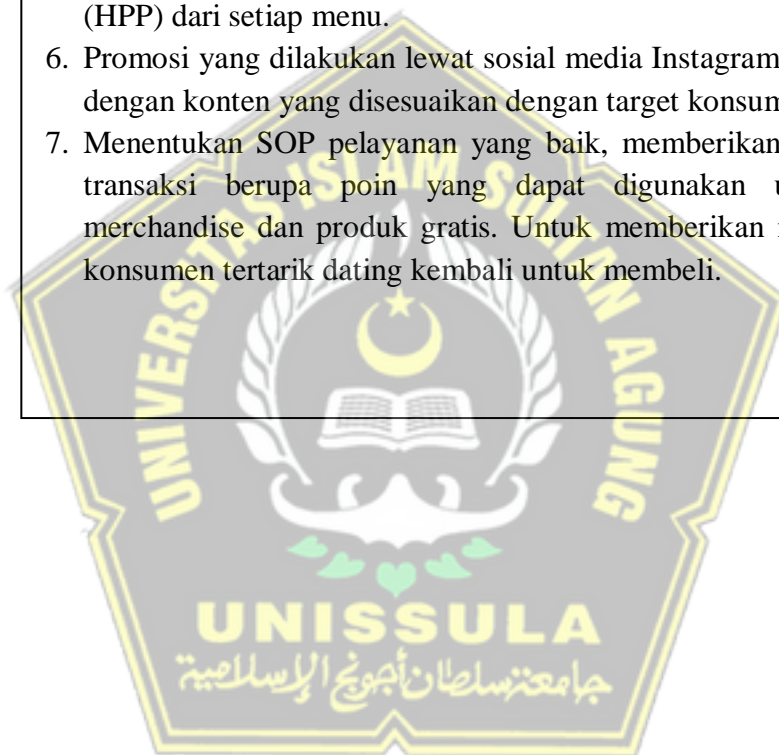 (HPP) dari setiap menu.
6. Promosi yang dilakukan lewat sosial media Instagram
dengan konten yang disesuaikan dengan target konsum
7. Menentukan SOP pelayanan yang baik, memberikan
transaksi berupa poin yang dapat digunakan u
merchandise dan produk gratis. Untuk memberikan
konsumen tertarik dating kembali untuk membeli.
UNIVERSITAS ISLAM SULTAN AGUNG
UNISSULA
جامعة سلطان أجونج الإسلامية